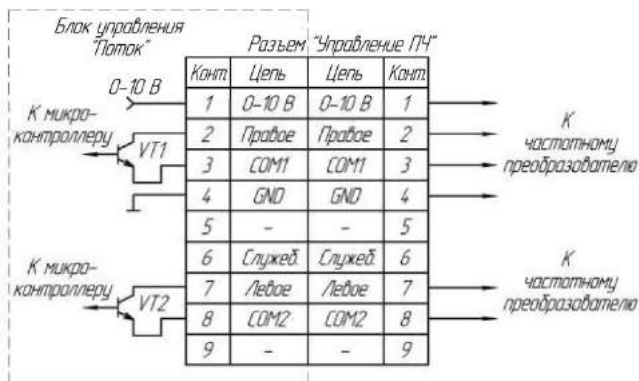 Блок управления
"Поток"
Разъем "Управление ПЧ"
Конт. Цепь Цепь Конт.
0-10 В
1 0-10 В 0-10 В 1
К микро-
контроллеру
VT1
2 Правое Правое 2
3 COM1 COM1 3
4 GND GND 4
К
частотному
преобразователю
5 - - 5
6 Служеб. Служеб. 6
К микро-
контроллеру
VT2
7 Левое Левое 7
8 COM2 COM2 8
9 - - 9
К
частотному
преобразователю